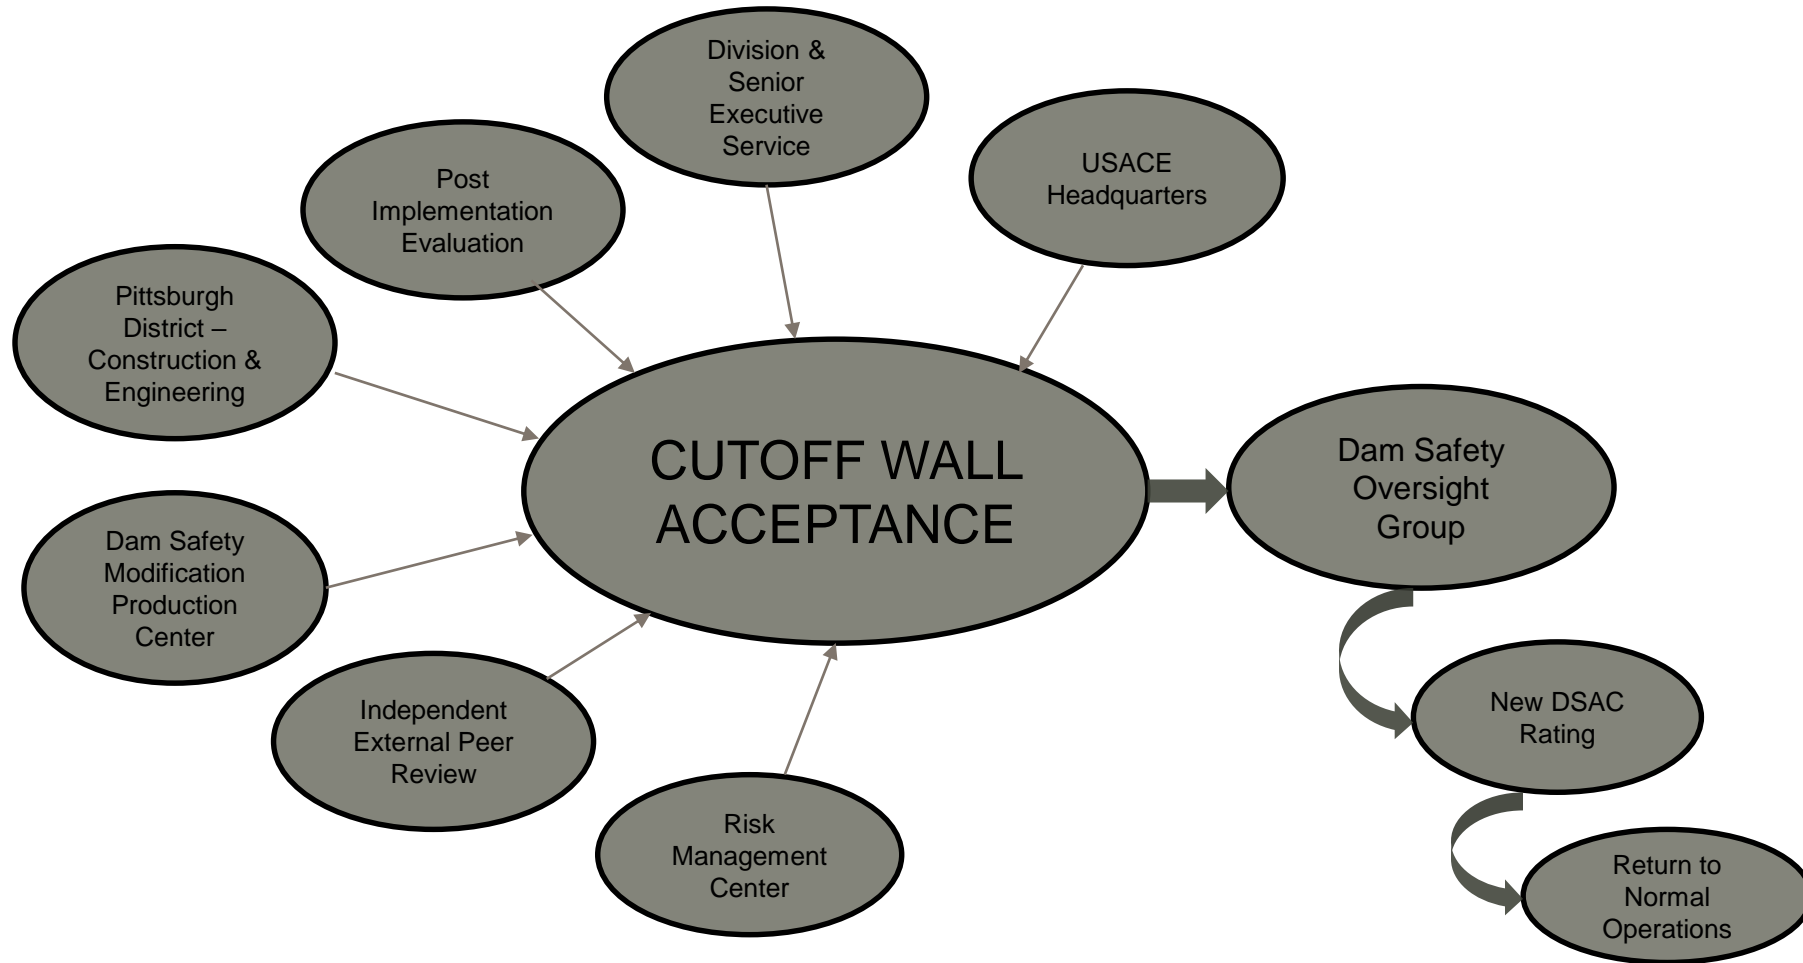 Division &
Senior
Executive
Service
USACE
Headquarters
Post
Implementation
Evaluation
Pittsburgh
District –
Construction &
Engineering
CUTOFF WALL
ACCEPTANCE
Dam Safety
Oversight
Group
Dam Safety
Modification
Production
Center
Independent
External Peer
Review
Risk
Management
Center
New DSAC
Rating
Return to
Normal
Operations